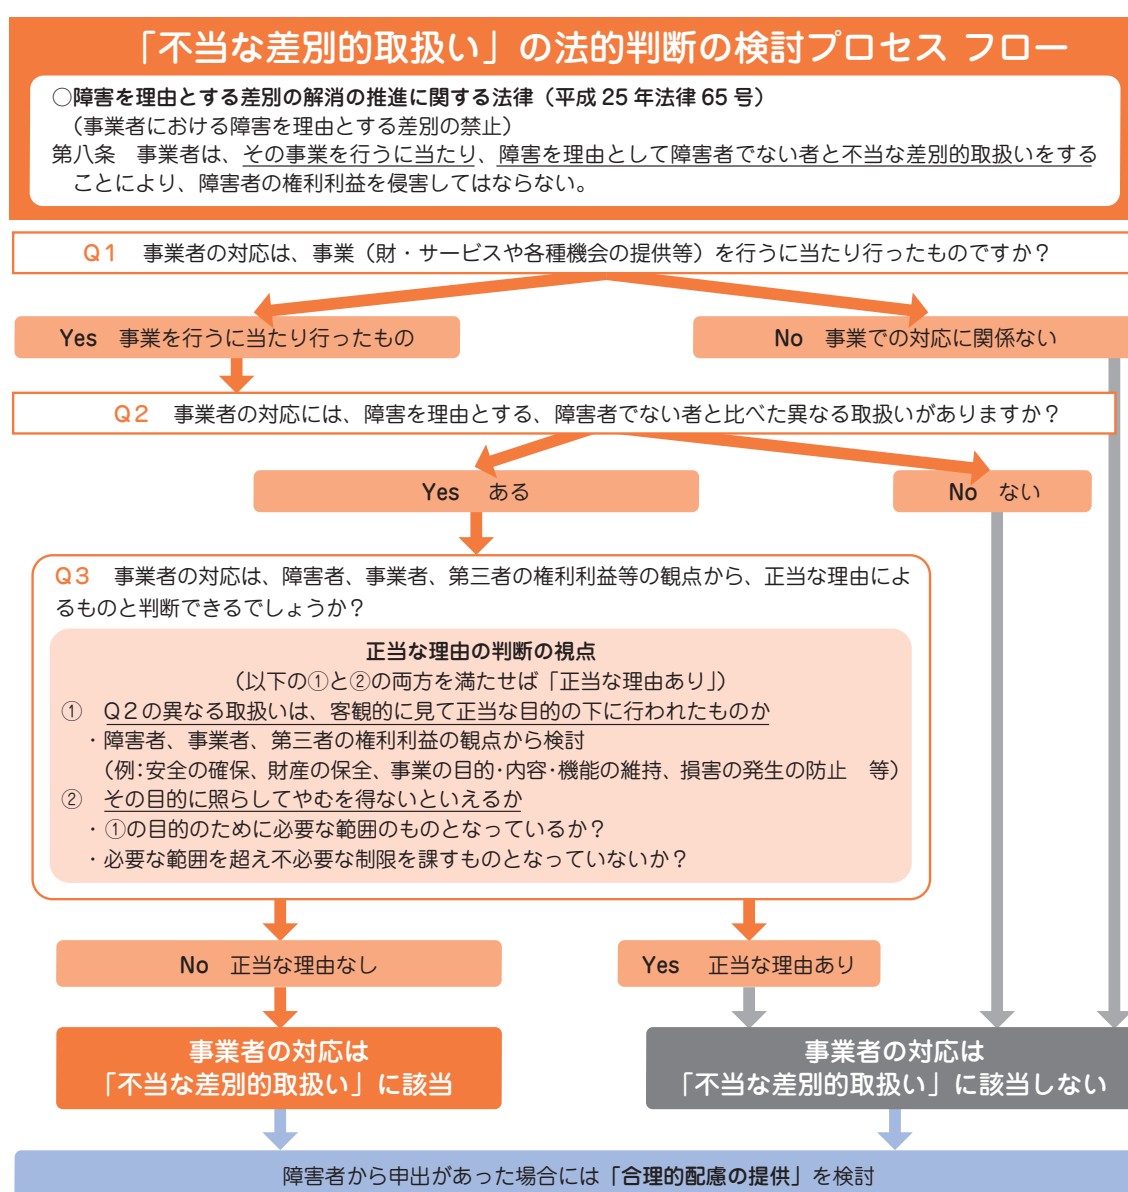 「不当な差別的取扱い」の法的判断の検討プロセス フロー
○障害を理由とする差別の解消の推進に関する法律（平成 25 年法律 65 号）
（事業者における障害を理由とする差別の禁止）
第八条　事業者は、その事業を行うに当たり、障害を理由として障害者でない者と不当な差別的取扱いをする
ことにより、障害者の権利利益を侵害してはならない。
Q1　事業者の対応は、事業（財・サービスや各種機会の提供等）を行うに当たり行ったものですか？
Yes　事業を行うに当たり行ったもの
No　事業での対応に関係ない
Q2　事業者の対応には、障害を理由とする、障害者でない者と比べた異なる取扱いがありますか？
Yes　ある
No　ない
Q3　事業者の対応は、障害者、事業者、第三者の権利利益等の観点から、正当な理由によ
るものと判断できるでしょうか？
正当な理由の判断の視点
（以下の①と②の両方を満たせば「正当な理由あり」）
①　Q2の異なる取扱いは、客観的に見て正当な目的の下に行われたものか
・障害者、事業者、第三者の権利利益の観点から検討
（例：安全の確保、財産の保全、事業の目的・内容・機能の維持、損害の発生の防止　等）
②　その目的に照らしてやむを得ないといえるか
・①の目的のために必要な範囲のものとなっているか？
・必要な範囲を超え不必要な制限を課すものとなっていないか？
No　正当な理由なし
Yes　正当な理由あり
事業者の対応は
「不当な差別的取扱い」に該当
事業者の対応は
「不当な差別的取扱い」に該当しない
障害者から申出があった場合には「合理的配慮の提供」を検討